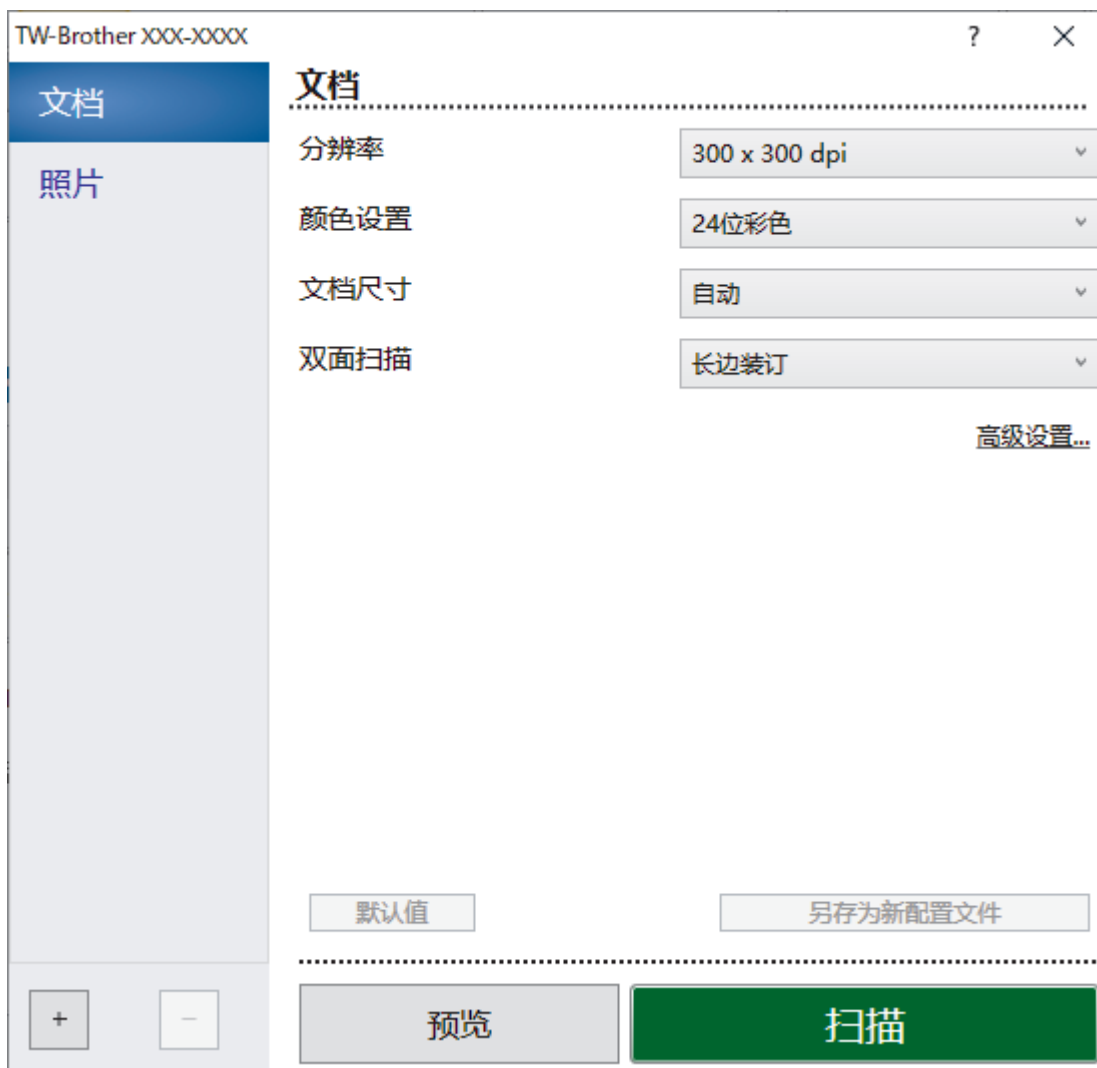 TW-Brother XXX-XXXX ? ×
文档
照片
文档
分辨率 300 x 300 dpi
颜色设置 24位彩色
文档尺寸 自动
双面扫描 长边装订
高级设置...
默认值 另存为新配置文件
+ − 预览 扫描